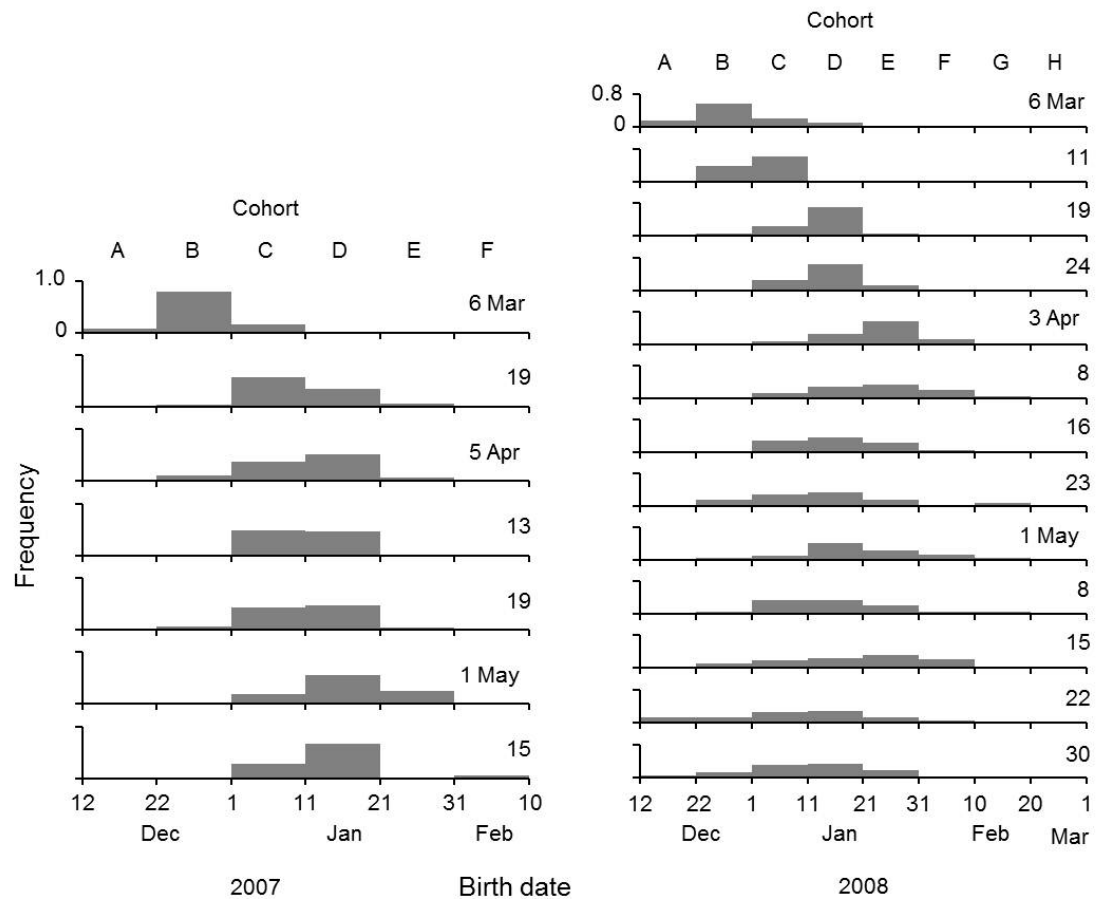 Cohort
A B C D E F G H
0.8
0
6 Mar
11
19
24
3 Apr
8
16
23
1 May
8
15
22
30
12 22 1 11 21 31 10 20 1
Dec Jan Feb Mar
2008
Cohort
A B C D E F
1.0
0
6 Mar
19
5 Apr
13
19
1 May
15
12 22 1 11 21 31 10
Dec Jan Feb
2007
Frequency
Birth date